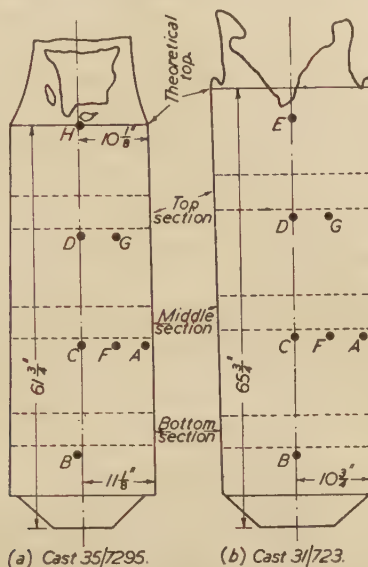 Theoretical
top.
H
10 1/8"
E
Top
section
D
G
D
G
Middle
section
C
F
A
C
F
A
61 3/4"
65 3/4"
Bottom
section
B
B
11 1/8"
10 3/4"
(a) Cast 35/7295.
(b) Cast 31/723.